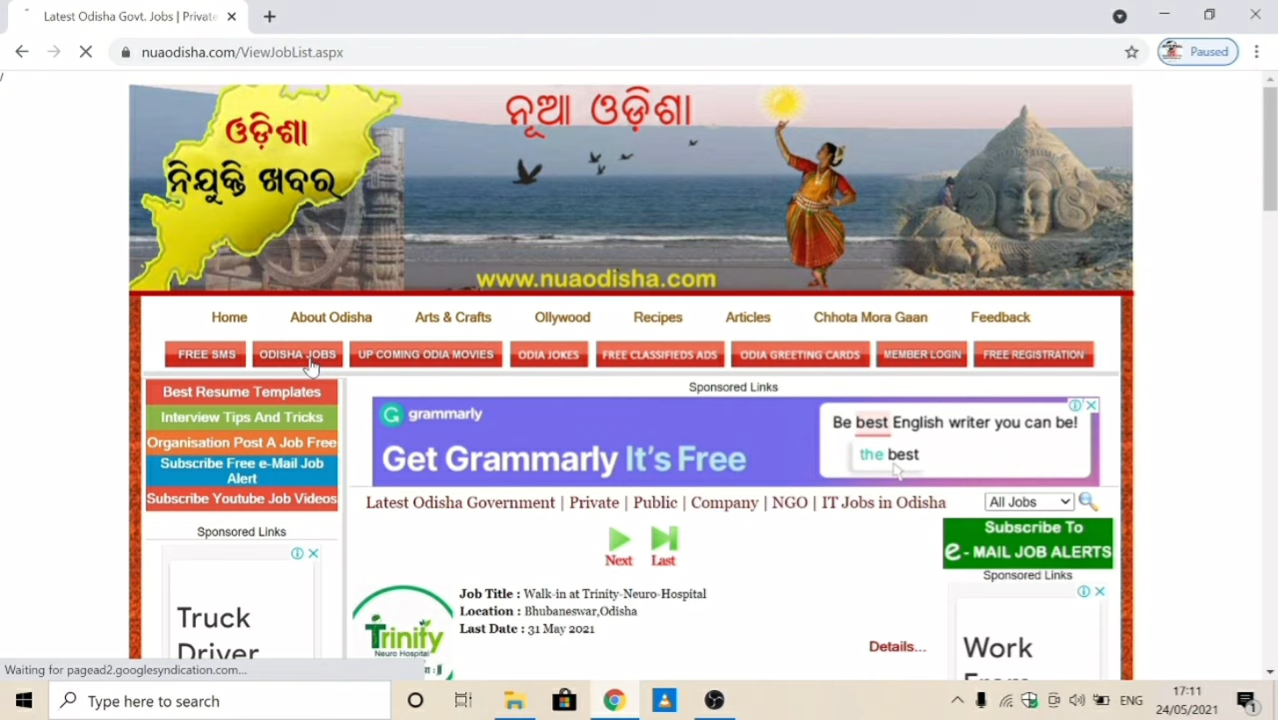 Latest Odisha Govt. Jobs | Private
nuaodisha.com/ViewJobList.aspx
Paused
ଓଡ଼ିଶା
ନିଯୁକ୍ତି ଖବର
ନୂଆ ଓଡ଼ିଶା
www.nuaodisha.com
Home About Odisha Arts & Crafts Ollywood Recipes Articles Chhota Mora Gaan Feedback
FREE SMS ODISHA JOBS UP COMING ODIA MOVIES ODIA JOKES FREE CLASSIFIEDS ADS ODIA GREETING CARDS MEMBER LOGIN FREE REGISTRATION
Best Resume Templates
Interview Tips And Tricks
Organisation Post A Job Free
Subscribe Free e-Mail Job
Alert
Subscribe Youtube Job Videos
Sponsored Links
Truck
Driver
Sponsored Links
grammarly
Get Grammarly It's Free
Be best English writer you can be!
the best
Latest Odisha Government | Private | Public | Company | NGO | IT Jobs in Odisha
All Jobs
Next Last
Subscribe To
e - MAIL JOB ALERTS
Sponsored Links
Trinity
Neuro Hospital
Job Title : Walk-in at Trinity-Neuro-Hospital
Location : Bhubaneswar,Odisha
Last Date : 31 May 2021
Details...
Work
Waiting for pagead2.googlesyndication.com...
Type here to search
ENG
17:11
24/05/2021
1